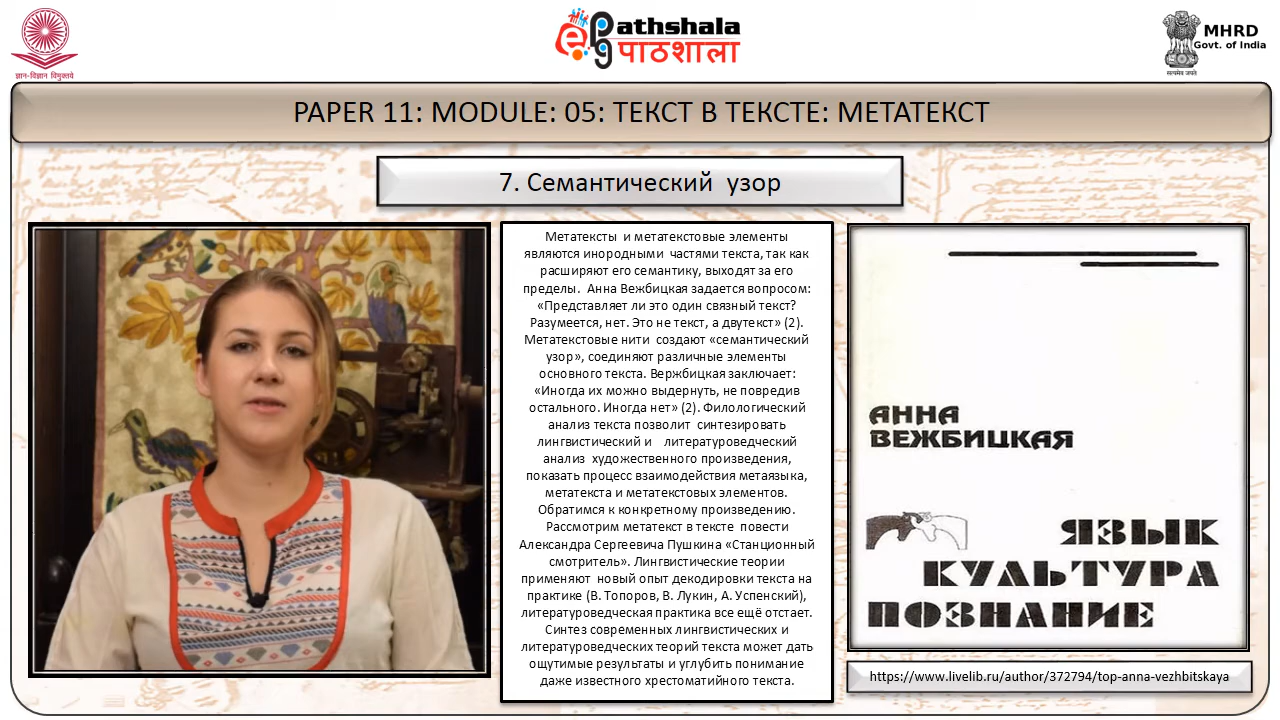 ज्ञान-विज्ञान विमुक्तये
ePathshala
पाठशाला
MHRD
Govt. of India
सत्यमेव जयते
PAPER 11: MODULE: 05: ТЕКСТ В ТЕКСТЕ: МЕТАТЕКСТ
7. Семантический узор
Метатексты и метатекстовые элементы
являются инородными частями текста, так как
расширяют его семантику, выходят за его
пределы. Анна Вежбицкая задается вопросом:
«Представляет ли это один связный текст?
Разумеется, нет. Это не текст, а двутекст» (2).
Метатекстовые нити создают «семантический
узор», соединяют различные элементы
основного текста. Вержбицкая заключает:
«Иногда их можно выдернуть, не повредив
остального. Иногда нет» (2). Филологический
анализ текста позволит синтезировать
лингвистический и литературоведческий
анализ художественного произведения,
показать процесс взаимодействия метаязыка,
метатекста и метатекстовых элементов.
Обратимся к конкретному произведению.
Рассмотрим метатекст в тексте повести
Александра Сергеевича Пушкина «Станционный
смотритель». Лингвистические теории
применяют новый опыт декодировки текста на
практике (В. Топоров, В. Лукин, А. Успенский),
литературоведческая практика все ещё отстает.
Синтез современных лингвистических и
литературоведческих теорий текста может дать
ощутимые результаты и углубить понимание
даже известного хрестоматийного текста.
АННА
ВЕЖБИЦКАЯ
ЯЗЫК
КУЛЬТУРА
ПОЗНАНИЕ
https://www.livelib.ru/author/372794/top-anna-vezhbitskaya